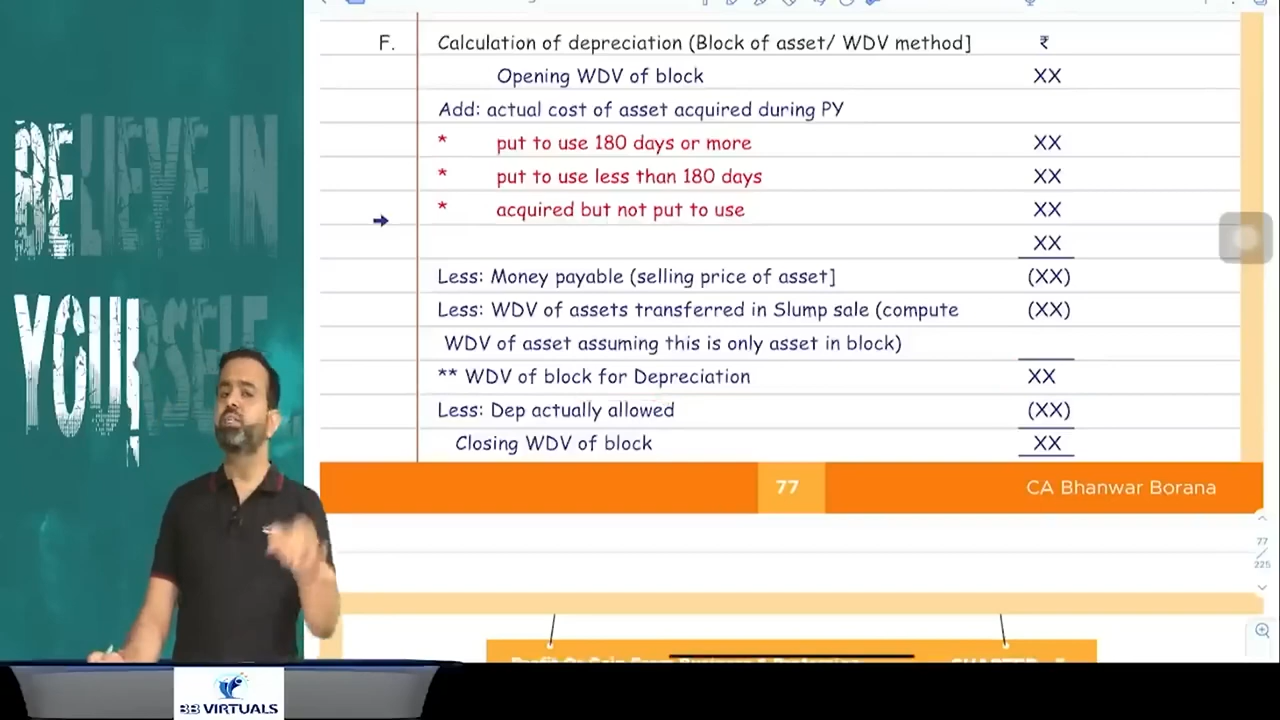 BELIEVE IN
YOURSELF
F. Calculation of depreciation (Block of asset/ WDV method] ₹
Opening WDV of block XX
Add: actual cost of asset acquired during PY
* put to use 180 days or more XX
* put to use less than 180 days XX
* acquired but not put to use XX
XX
Less: Money payable (selling price of asset] (XX)
Less: WDV of assets transferred in Slump sale (compute (XX)
WDV of asset assuming this is only asset in block)
** WDV of block for Depreciation XX
Less: Dep actually allowed (XX)
Closing WDV of block XX
77 CA Bhanwar Borana
77
/
225
BB VIRTUALS